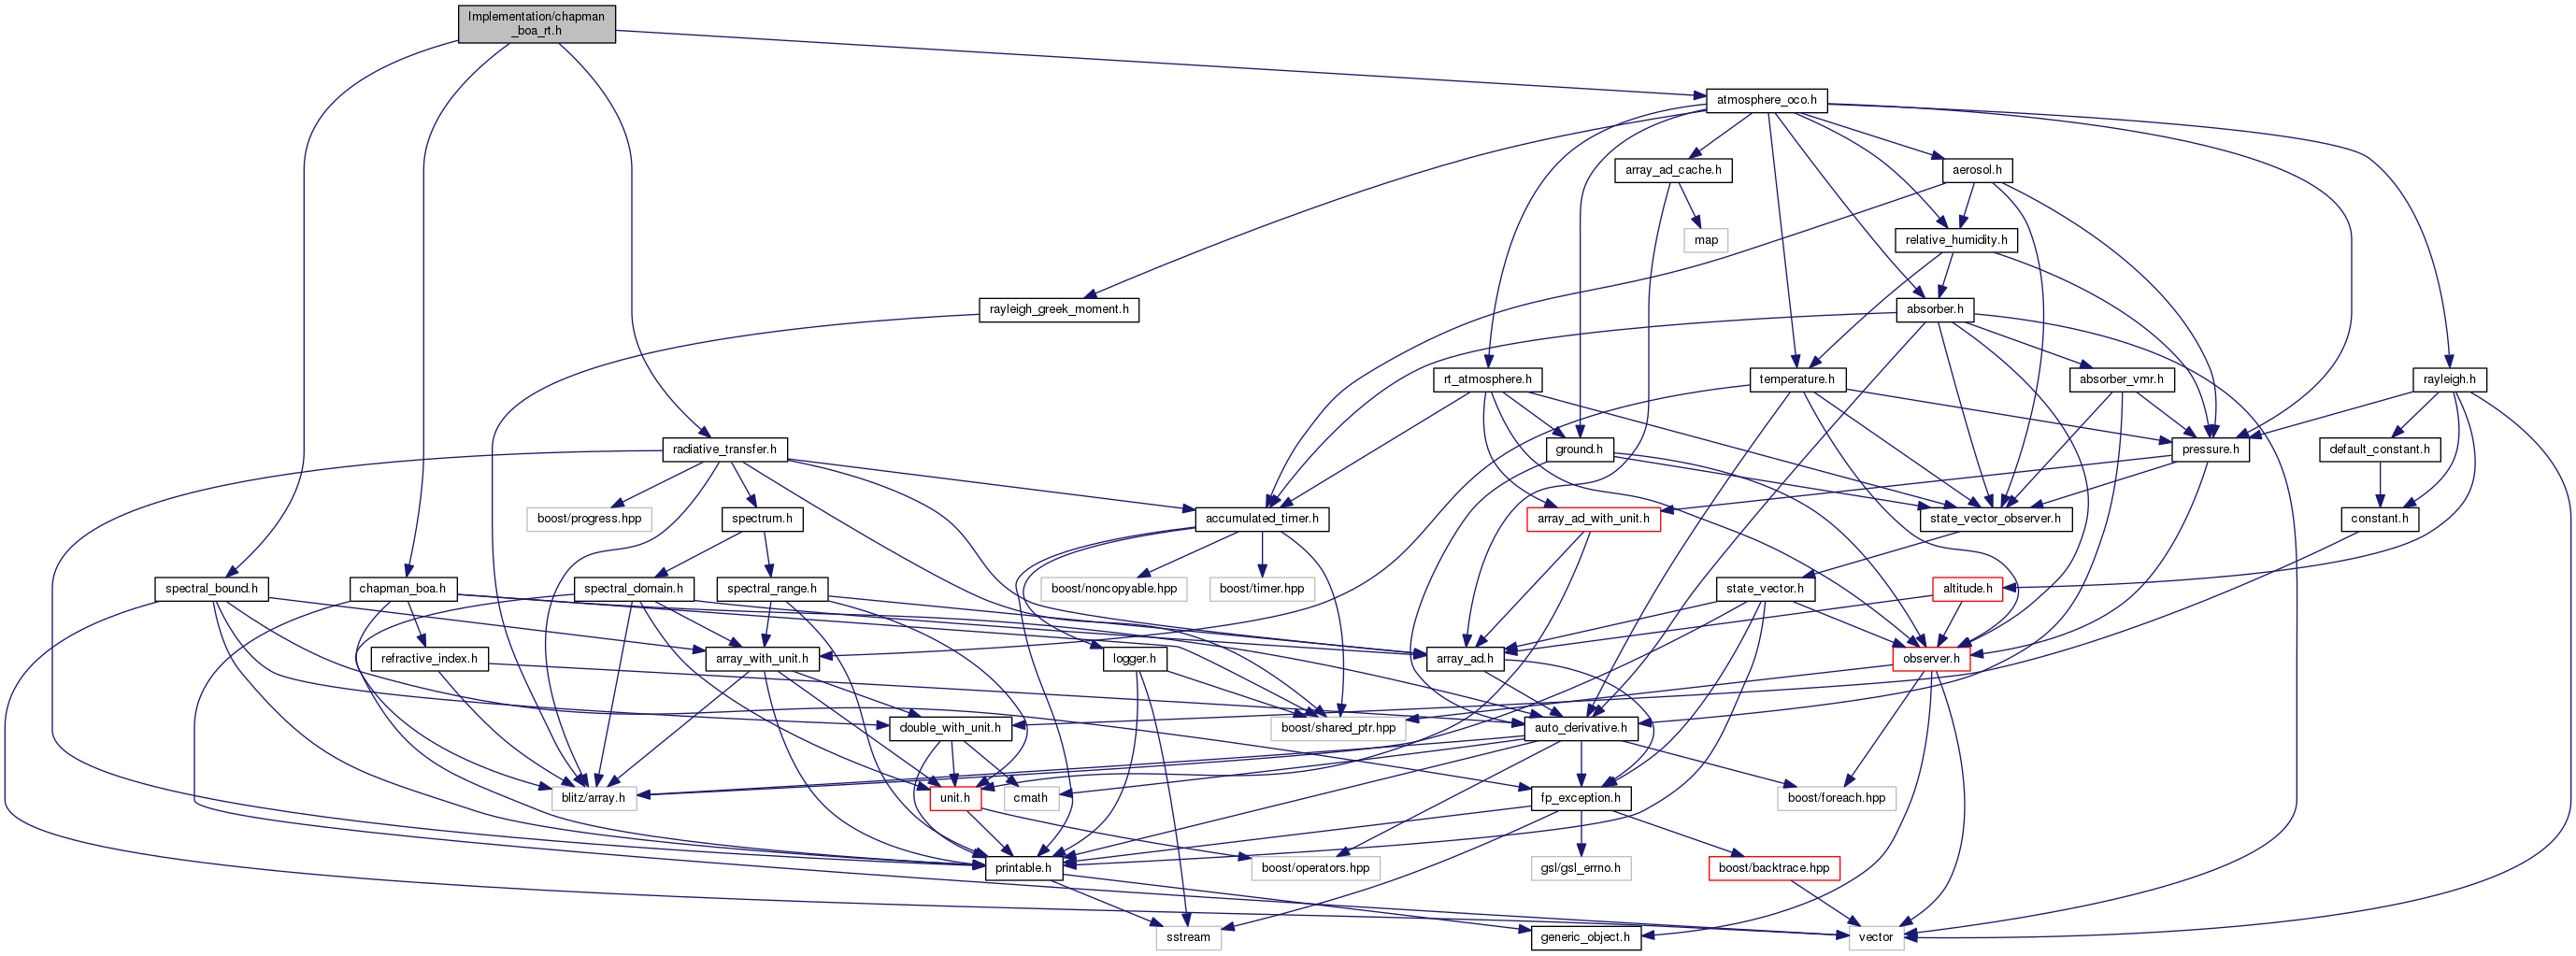 Implementation/chapman
_boa_rt.h
atmosphere_oco.h
array_ad_cache.h
aerosol.h
map
relative_humidity.h
rayleigh_greek_moment.h
absorber.h
rt_atmosphere.h
temperature.h
absorber_vmr.h
rayleigh.h
radiative_transfer.h
ground.h
pressure.h
default_constant.h
boost/progress.hpp
spectrum.h
accumulated_timer.h
array_ad_with_unit.h
state_vector_observer.h
constant.h
spectral_bound.h
chapman_boa.h
spectral_domain.h
spectral_range.h
boost/noncopyable.hpp
boost/timer.hpp
state_vector.h
altitude.h
refractive_index.h
array_with_unit.h
logger.h
array_ad.h
observer.h
double_with_unit.h
boost/shared_ptr.hpp
auto_derivative.h
blitz/array.h
unit.h
cmath
fp_exception.h
boost/foreach.hpp
printable.h
boost/operators.hpp
gsl/gsl_errno.h
boost/backtrace.hpp
sstream
generic_object.h
vector